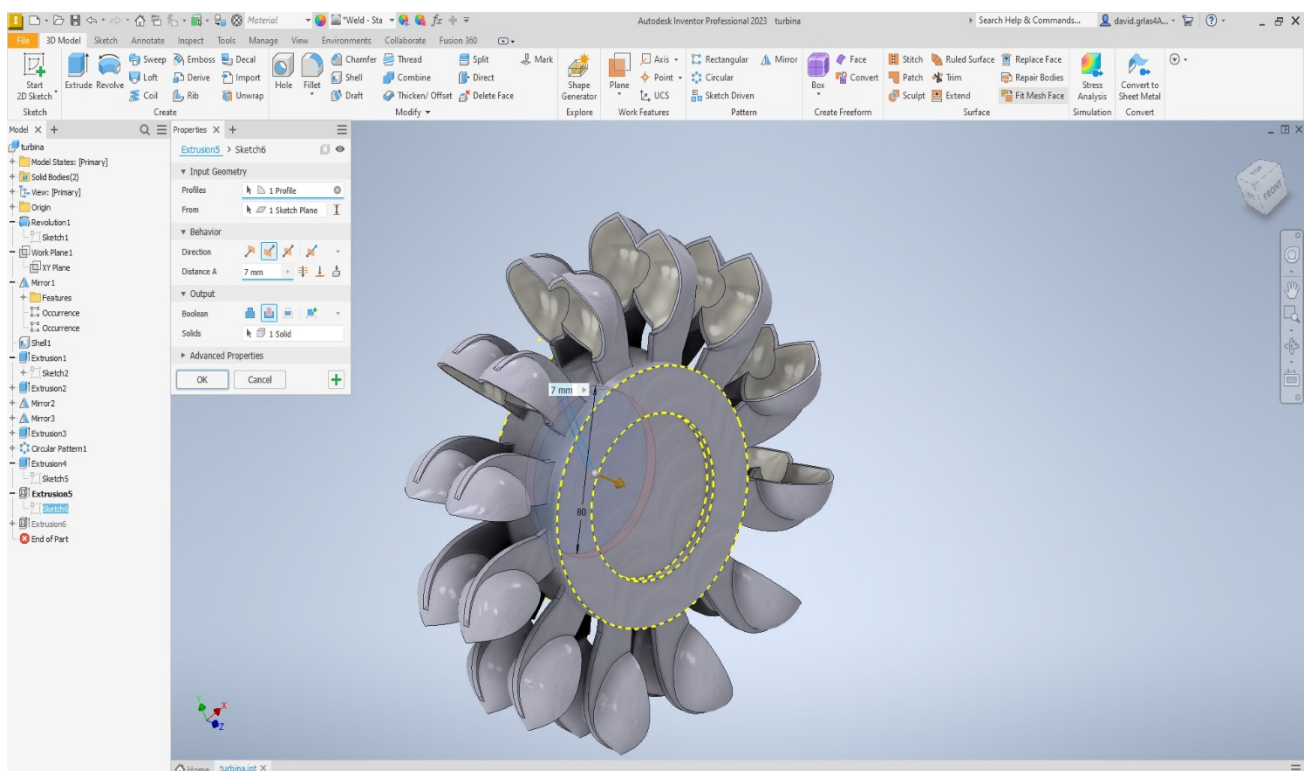 Material
*Weld - Sta
Autodesk Inventor Professional 2023 turbina
Search Help & Commands...
david.grlas4A...
File 3D Model Sketch Annotate Inspect Tools Manage View Environments Collaborate Fusion 360
Start
2D Sketch
Extrude Revolve
Sweep Emboss Decal
Loft Derive Import
Coil Rib Unwrap
Hole Fillet
Chamfer Thread Split Mark
Shell Combine Direct
Draft Thicken/ Offset Delete Face
Shape
Generator
Plane
Axis
Point
UCS
Rectangular Mirror
Circular
Sketch Driven
Box
Face
Convert
Stitch Ruled Surface Replace Face
Patch Trim Repair Bodies
Sculpt Extend Fit Mesh Face
Stress
Analysis
Convert to
Sheet Metal
Sketch Create Modify Explore Work Features Pattern Create Freeform Surface Simulation Convert
Model
turbina
Model States: [Primary]
Solid Bodies(2)
View: [Primary]
Origin
Revolution1
Sketch1
Work Plane1
XY Plane
Mirror1
Features
Occurrence
Occurrence
Shell1
Extrusion1
Sketch2
Extrusion2
Mirror2
Mirror3
Extrusion3
Circular Pattern1
Extrusion4
Sketch5
Extrusion5
Sketch6
Extrusion6
End of Part
Properties
Extrusion5 > Sketch6
Input Geometry
Profiles 1 Profile
From 1 Sketch Plane
Behavior
Direction
Distance A 7 mm
Output
Boolean
Solids 1 Solid
Advanced Properties
OK Cancel
7 mm
80
FRONT
Y
X
Z
Home turbina.ipt